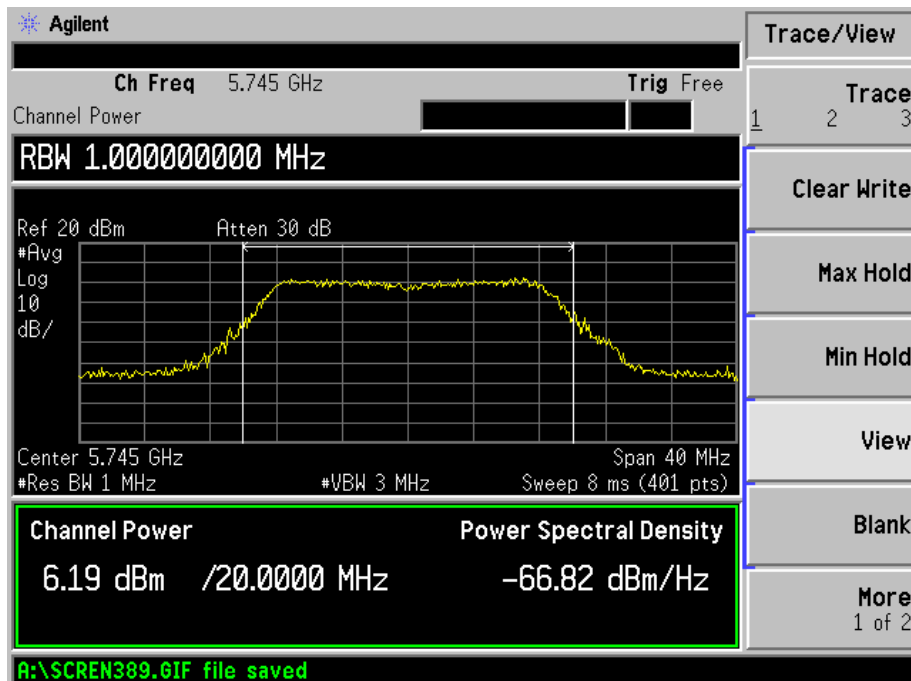 Agilent
Ch Freq 5.745 GHz Trig Free
Channel Power
RBW 1.000000000 MHz
Ref 20 dBm Atten 30 dB
#Avg
Log
10
dB/
Center 5.745 GHz Span 40 MHz
#Res BW 1 MHz #VBW 3 MHz Sweep 8 ms (401 pts)
Channel Power Power Spectral Density
6.19 dBm /20.0000 MHz -66.82 dBm/Hz
A:\SCREN389.GIF file saved
Trace/View
Trace
1 2 3
Clear Write
Max Hold
Min Hold
View
Blank
More
1 of 2